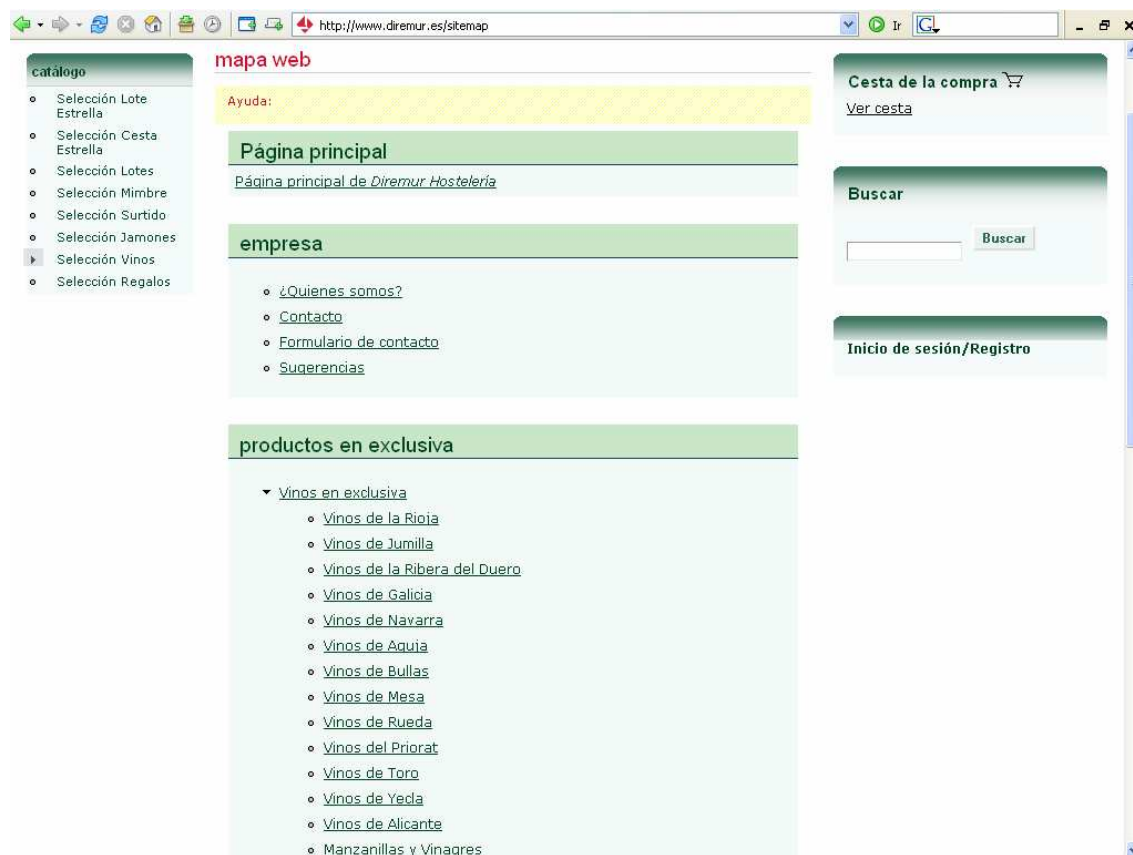 http://www.diremur.es/sitemap
Ir
G
catálogo
Selección Lote
Estrella
Selección Cesta
Estrella
Selección Lotes
Selección Mimbre
Selección Surtido
Selección Jamones
Selección Vinos
Selección Regalos
mapa web
Ayuda:
Página principal
Página principal de Diremur Hostelería
empresa
¿Quienes somos?
Contacto
Formulario de contacto
Sugerencias
productos en exclusiva
Vinos en exclusiva
Vinos de la Rioja
Vinos de Jumilla
Vinos de la Ribera del Duero
Vinos de Galicia
Vinos de Navarra
Vinos de Aguja
Vinos de Bullas
Vinos de Mesa
Vinos de Rueda
Vinos del Priorat
Vinos de Toro
Vinos de Yecla
Vinos de Alicante
Manzanillas y Vinagres
Cesta de la compra
Ver cesta
Buscar
Buscar
Inicio de sesión/Registro